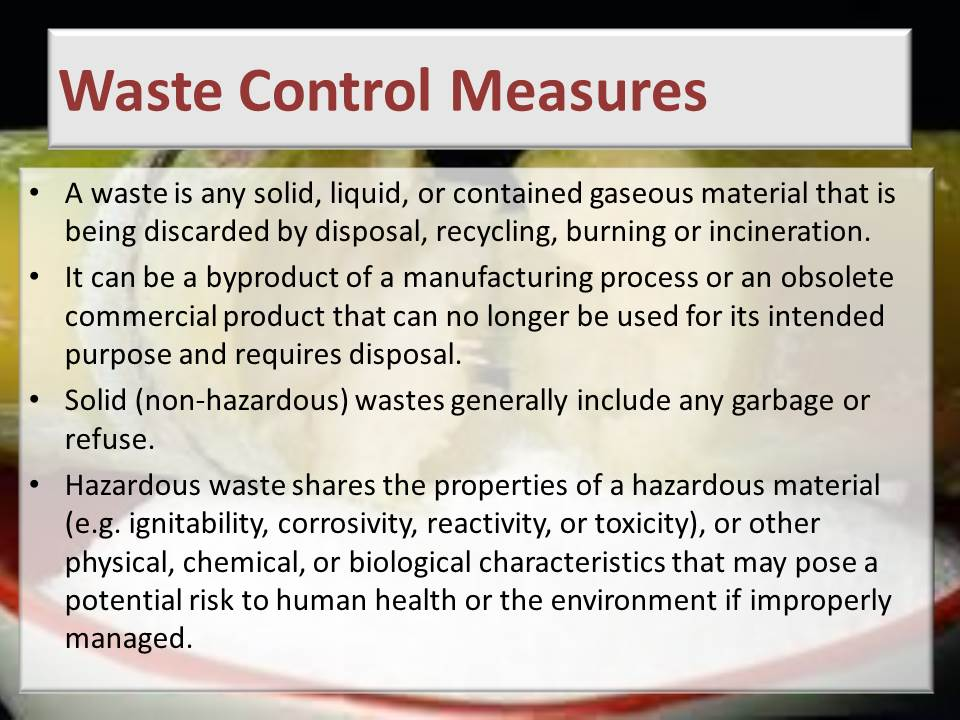 Waste Control Measures
• A waste is any solid, liquid, or contained gaseous material that is
being discarded by disposal, recycling, burning or incineration.
• It can be a byproduct of a manufacturing process or an obsolete
commercial product that can no longer be used for its intended
purpose and requires disposal.
• Solid (non-hazardous) wastes generally include any garbage or
refuse.
• Hazardous waste shares the properties of a hazardous material
(e.g. ignitability, corrosivity, reactivity, or toxicity), or other
physical, chemical, or biological characteristics that may pose a
potential risk to human health or the environment if improperly
managed.